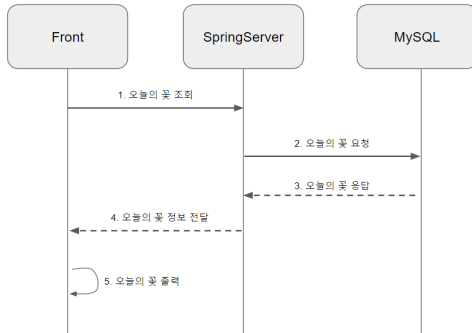 Front
SpringServer
MySQL
1. 오늘의 꽃 조회
2. 오늘의 꽃 요청
3. 오늘의 꽃 응답
4. 오늘의 꽃 정보 전달
5. 오늘의 꽃 출력